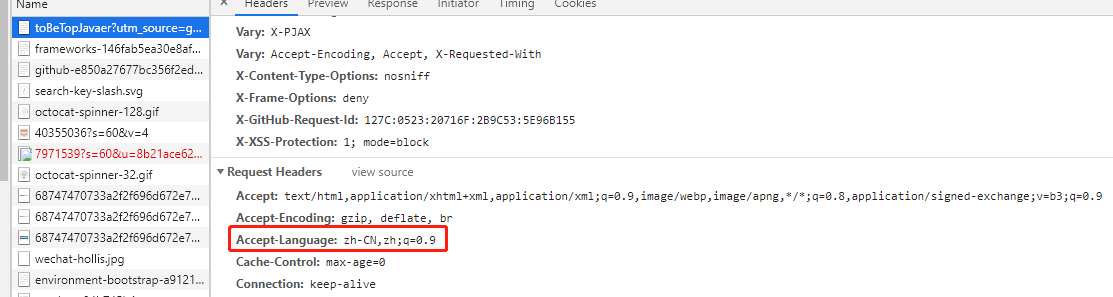 Name
× Headers Preview Response Initiator Timing Cookies
toBeTopJavaer?utm_source=g...
frameworks-146fab5ea30e8af...
github-e850a27677bc356f2ed...
search-key-slash.svg
octocat-spinner-128.gif
40355036?s=60&v=4
7971539?s=60&u=8b21ace62...
octocat-spinner-32.gif
68747470733a2f2f696d672e7...
68747470733a2f2f696d672e7...
68747470733a2f2f696d672e7...
wechat-hollis.jpg
environment-bootstrap-a9121...
Vary: X-PJAX
Vary: Accept-Encoding, Accept, X-Requested-With
X-Content-Type-Options: nosniff
X-Frame-Options: deny
X-GitHub-Request-Id: 127C:0523:20716F:2B9C53:5E96B155
X-XSS-Protection: 1; mode=block
▼ Request Headers view source
Accept: text/html,application/xhtml+xml,application/xml;q=0.9,image/webp,image/apng,*/*;q=0.8,application/signed-exchange;v=b3;q=0.9
Accept-Encoding: gzip, deflate, br
Accept-Language: zh-CN,zh;q=0.9
Cache-Control: max-age=0
Connection: keep-alive